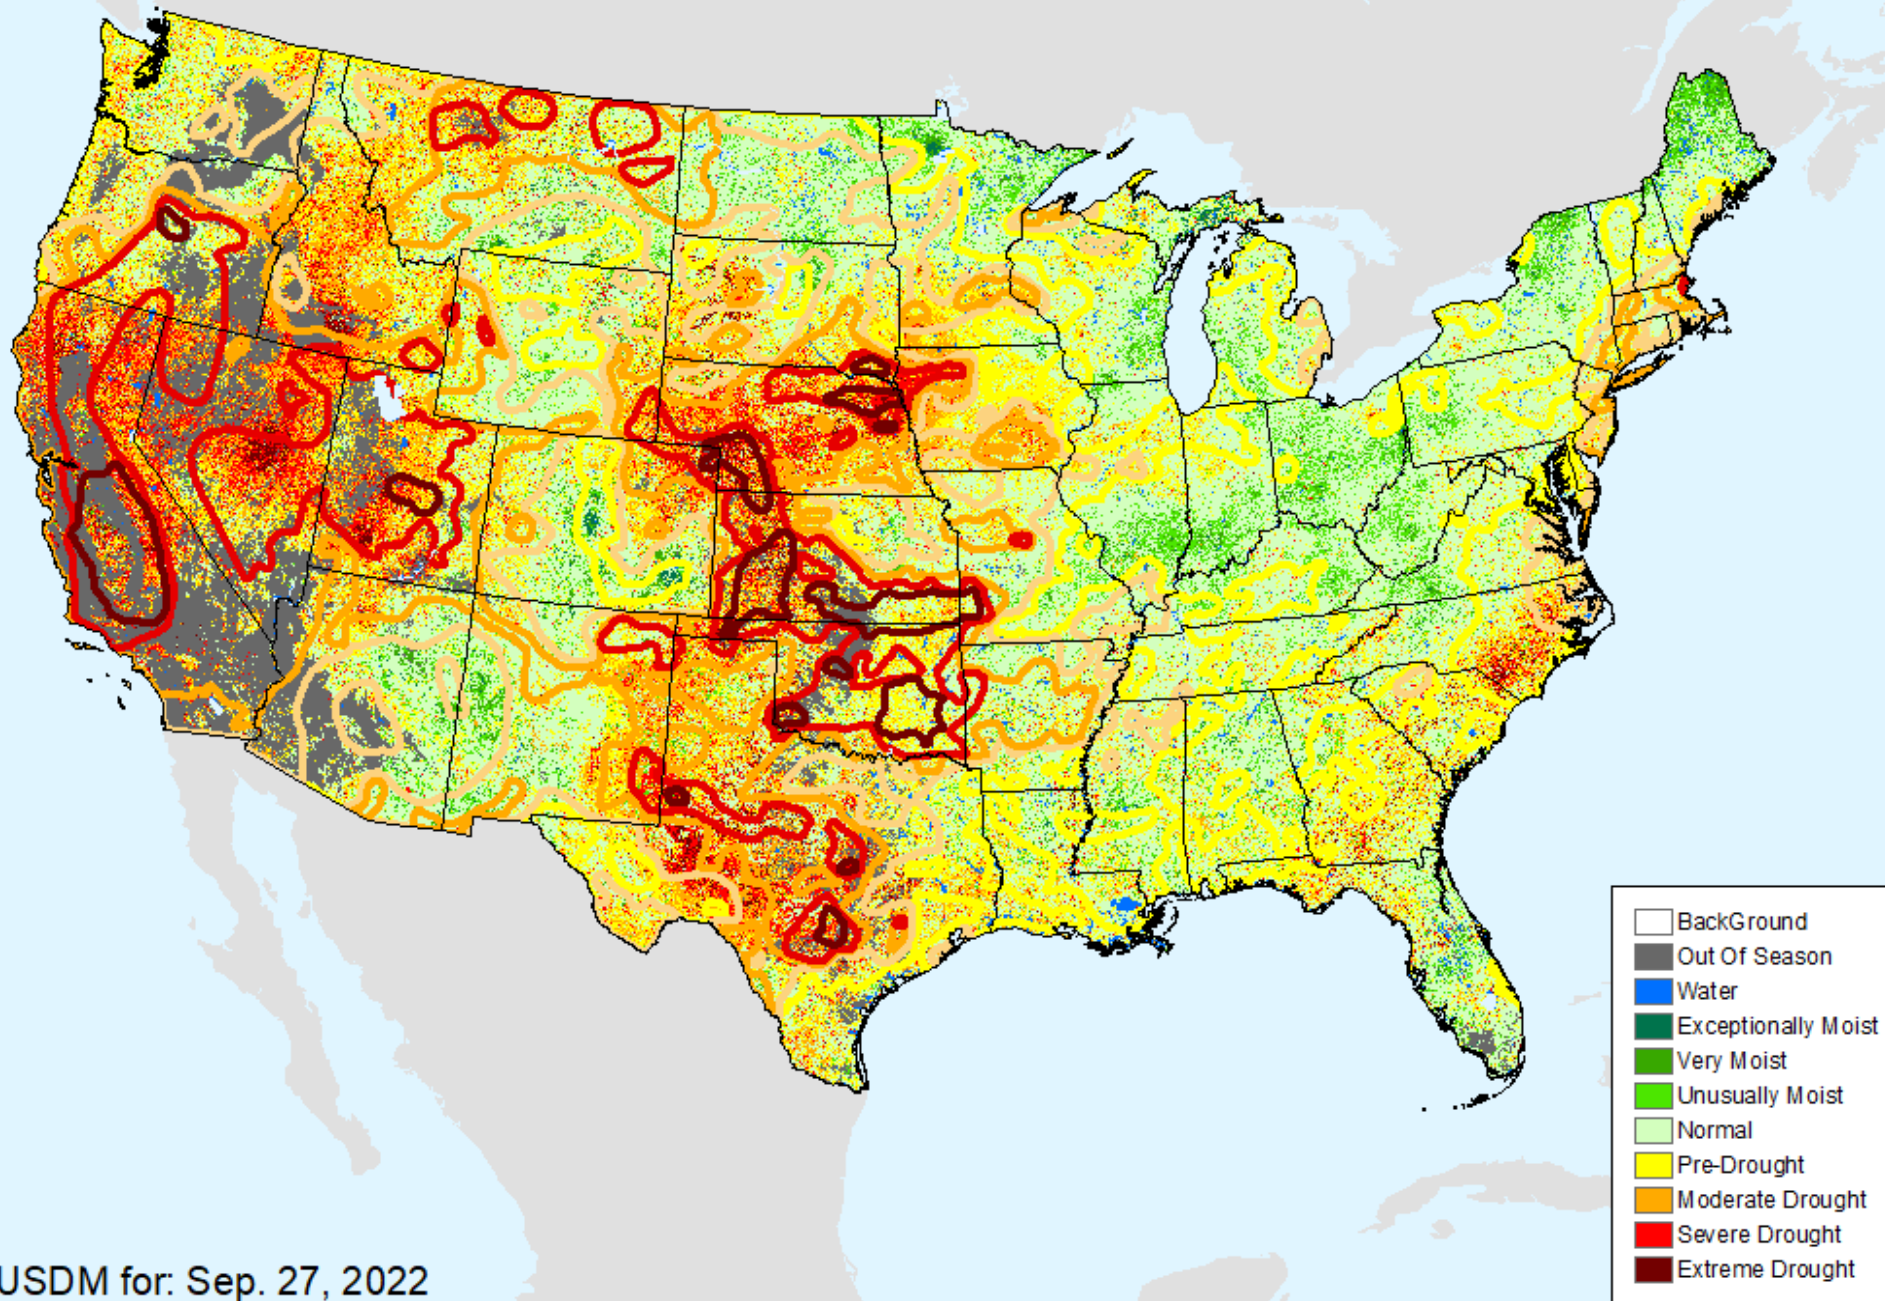 BackGround
Out Of Season
Water
Exceptionally Moist
Very Moist
Unusually Moist
Normal
Pre-Drought
Moderate Drought
Severe Drought
Extreme Drought
USDM for: Sep. 27, 2022